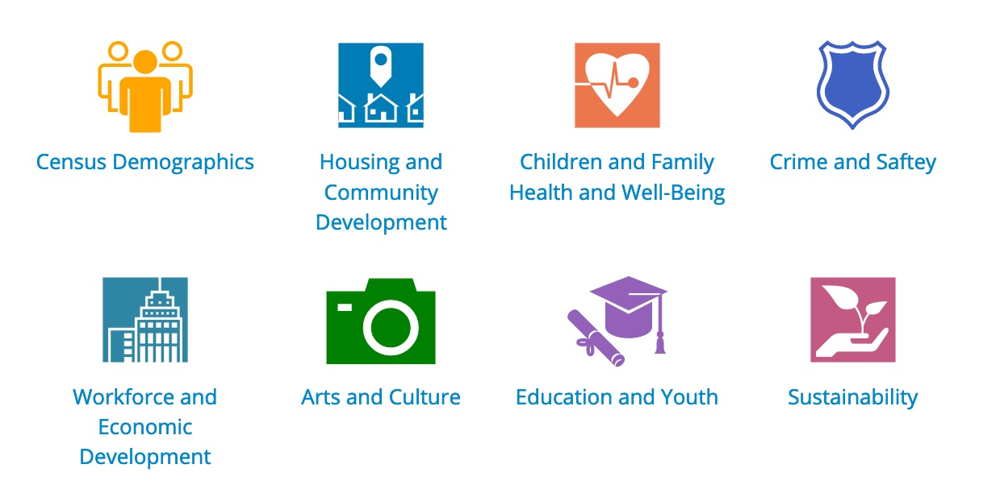 Census Demographics
Housing and
Community
Development
Children and Family
Health and Well-Being
Crime and Saftey
Workforce and
Economic
Development
Arts and Culture
Education and Youth
Sustainability